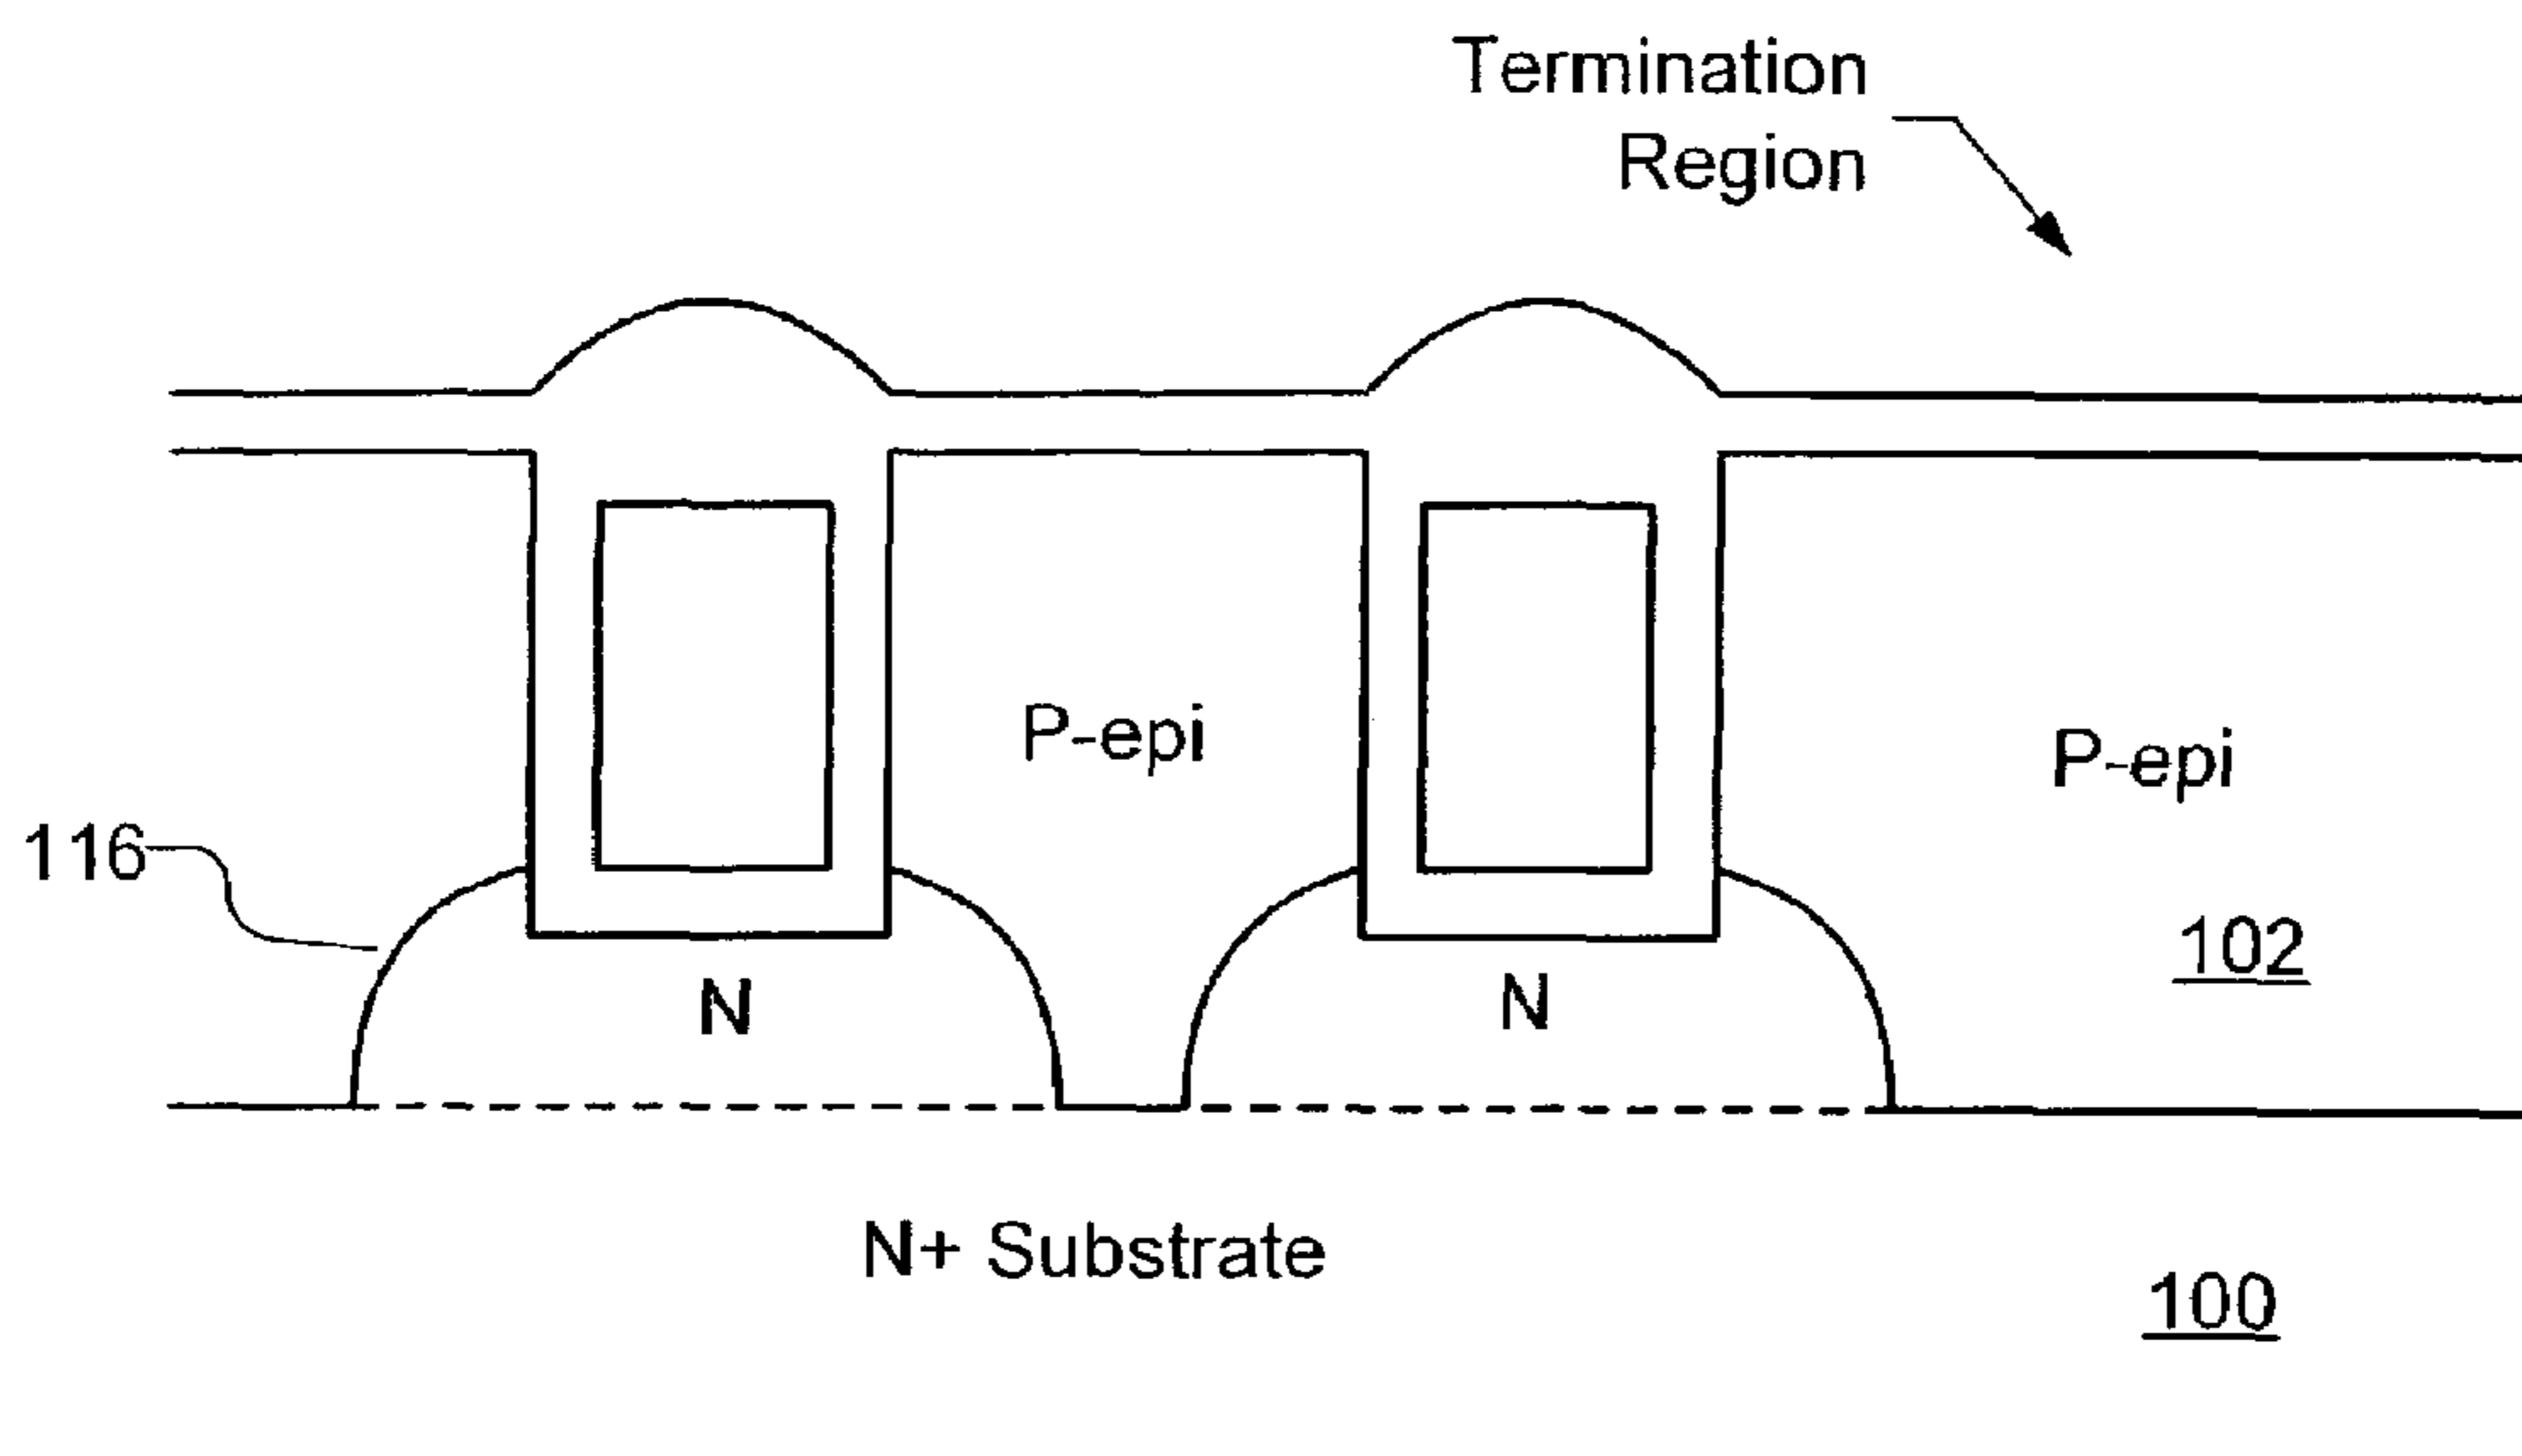 Termination
Region
P-epi
P-epi
116
102
N
N
N+ Substrate
100